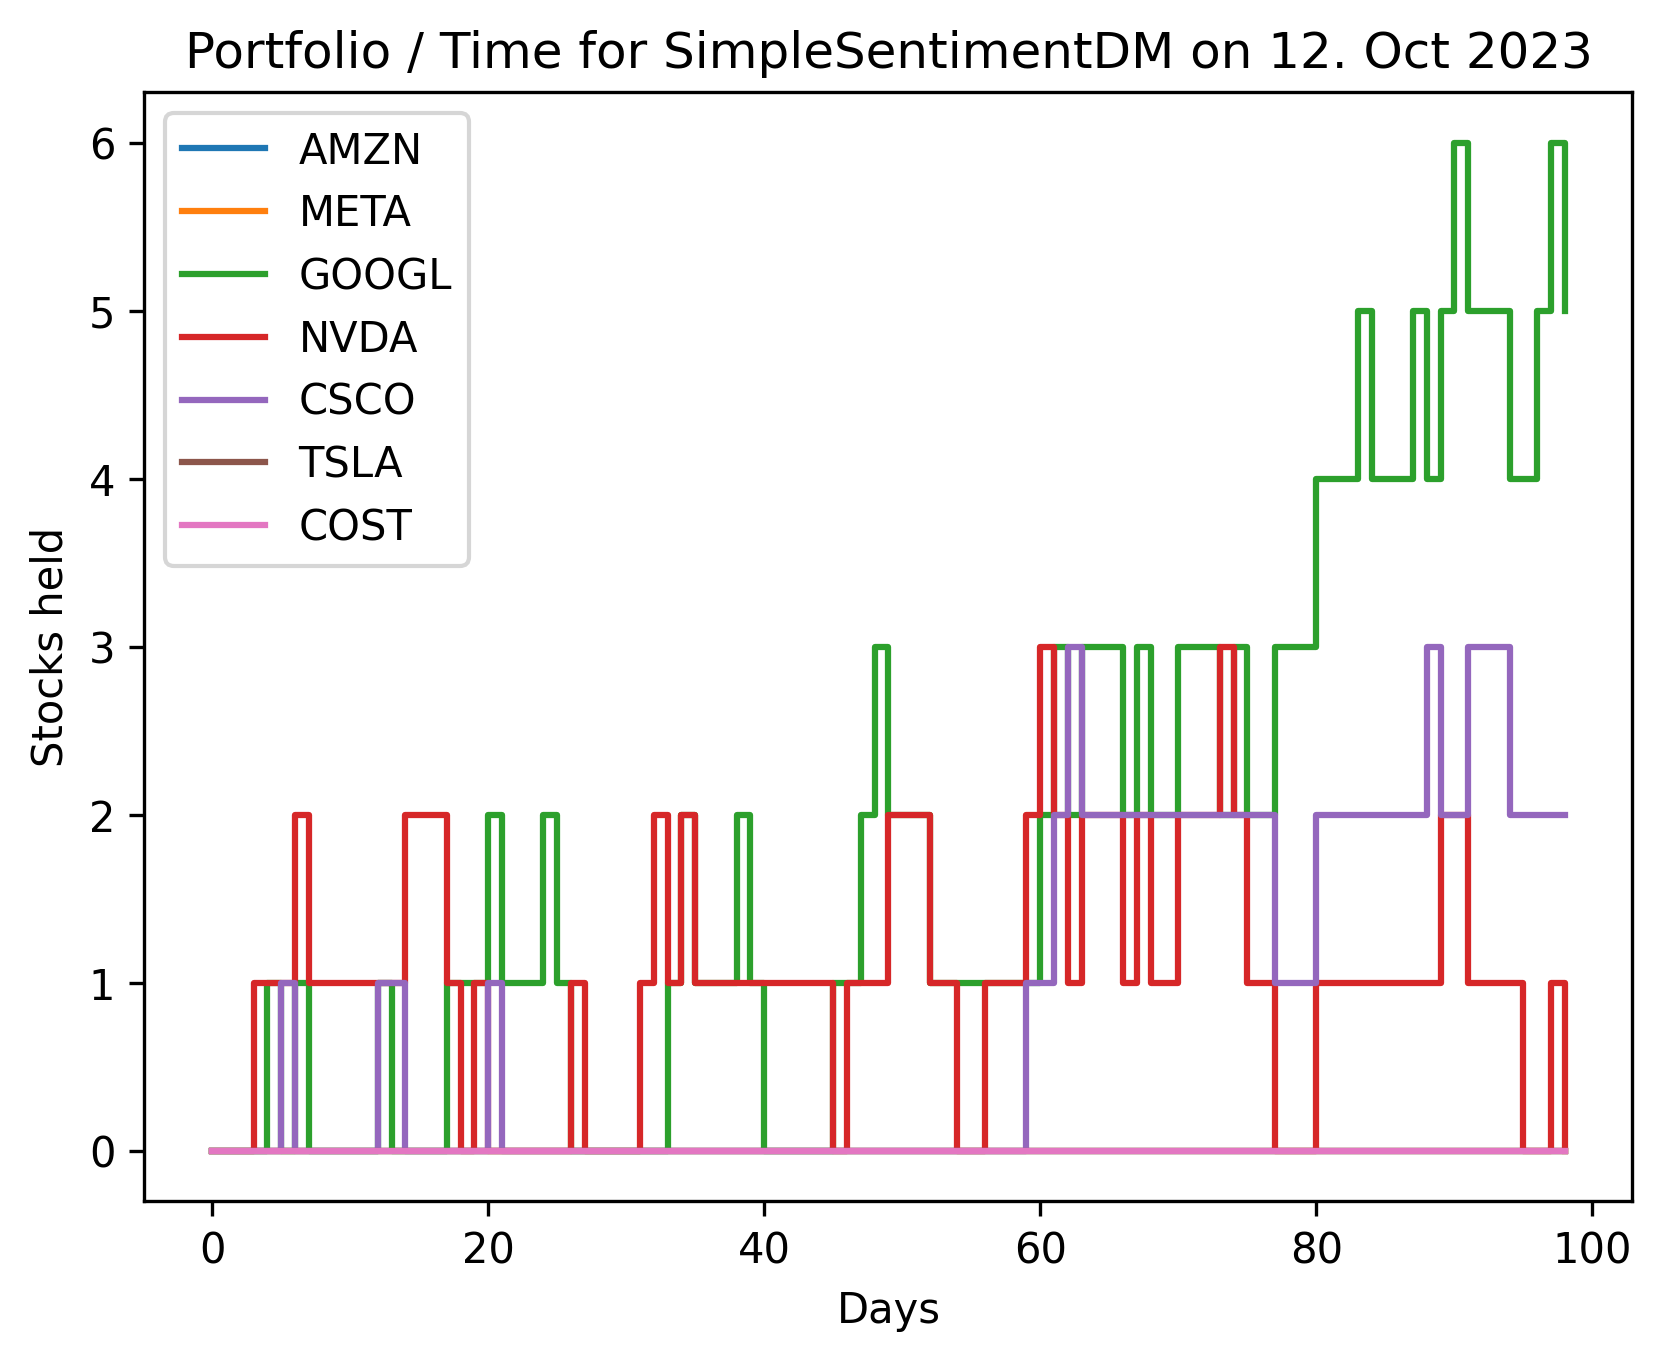 Portfolio / Time for SimpleSentimentDM on 12. Oct 2023
AMZN
META
GOOGL
NVDA
CSCO
TSLA
COST
Stocks held
6
5
4
3
2
1
0
0 20 40 60 80 100
Days